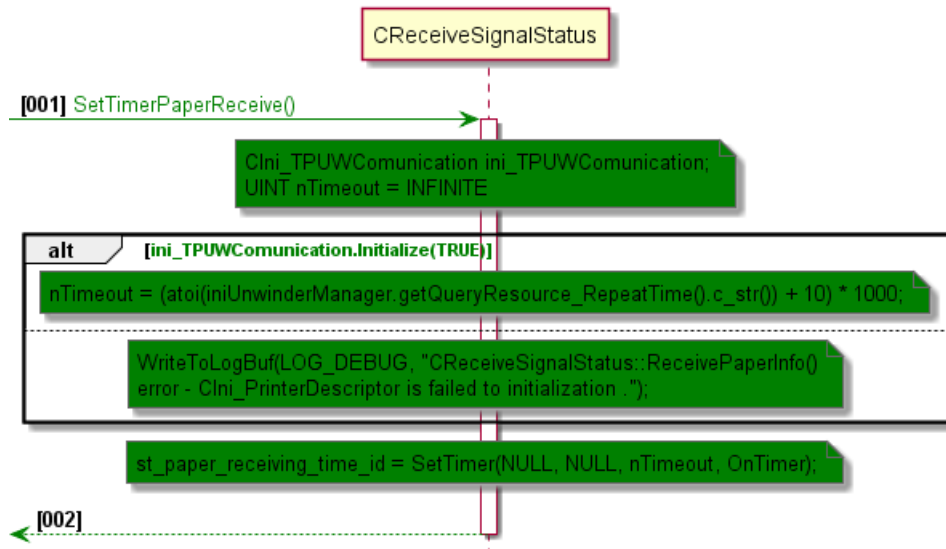 CReceiveSignalStatus
[001] SetTimerPaperReceive()
CIni_TPUWComunication ini_TPUWComunication;
UINT nTimeout = INFINITE
alt [ini_TPUWComunication.Initialize(TRUE)]
nTimeout = (atoi(iniUnwinderManager.getQueryResource_RepeatTime().c_str()) + 10) * 1000;
WriteToLogBuf(LOG_DEBUG, "CReceiveSignalStatus::ReceivePaperInfo()
error - CIni_PrinterDescriptor is failed to initialization .");
st_paper_receiving_time_id = SetTimer(NULL, NULL, nTimeout, OnTimer);
[002]